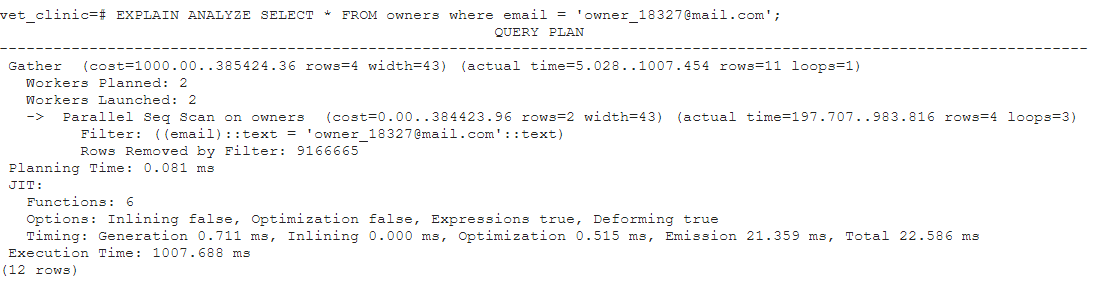 vet_clinic=# EXPLAIN ANALYZE SELECT * FROM owners where email = 'owner_18327@mail.com';
QUERY PLAN
-------------------------------------------------------------------------------------------------------------------------
Gather  (cost=1000.00..385424.36 rows=4 width=43) (actual time=5.028..1007.454 rows=11 loops=1)
  Workers Planned: 2
  Workers Launched: 2
  ->  Parallel Seq Scan on owners  (cost=0.00..384423.96 rows=2 width=43) (actual time=197.707..983.816 rows=4 loops=3)
        Filter: ((email)::text = 'owner_18327@mail.com'::text)
        Rows Removed by Filter: 9166665
Planning Time: 0.081 ms
JIT:
  Functions: 6
  Options: Inlining false, Optimization false, Expressions true, Deforming true
  Timing: Generation 0.711 ms, Inlining 0.000 ms, Optimization 0.515 ms, Emission 21.359 ms, Total 22.586 ms
Execution Time: 1007.688 ms
(12 rows)